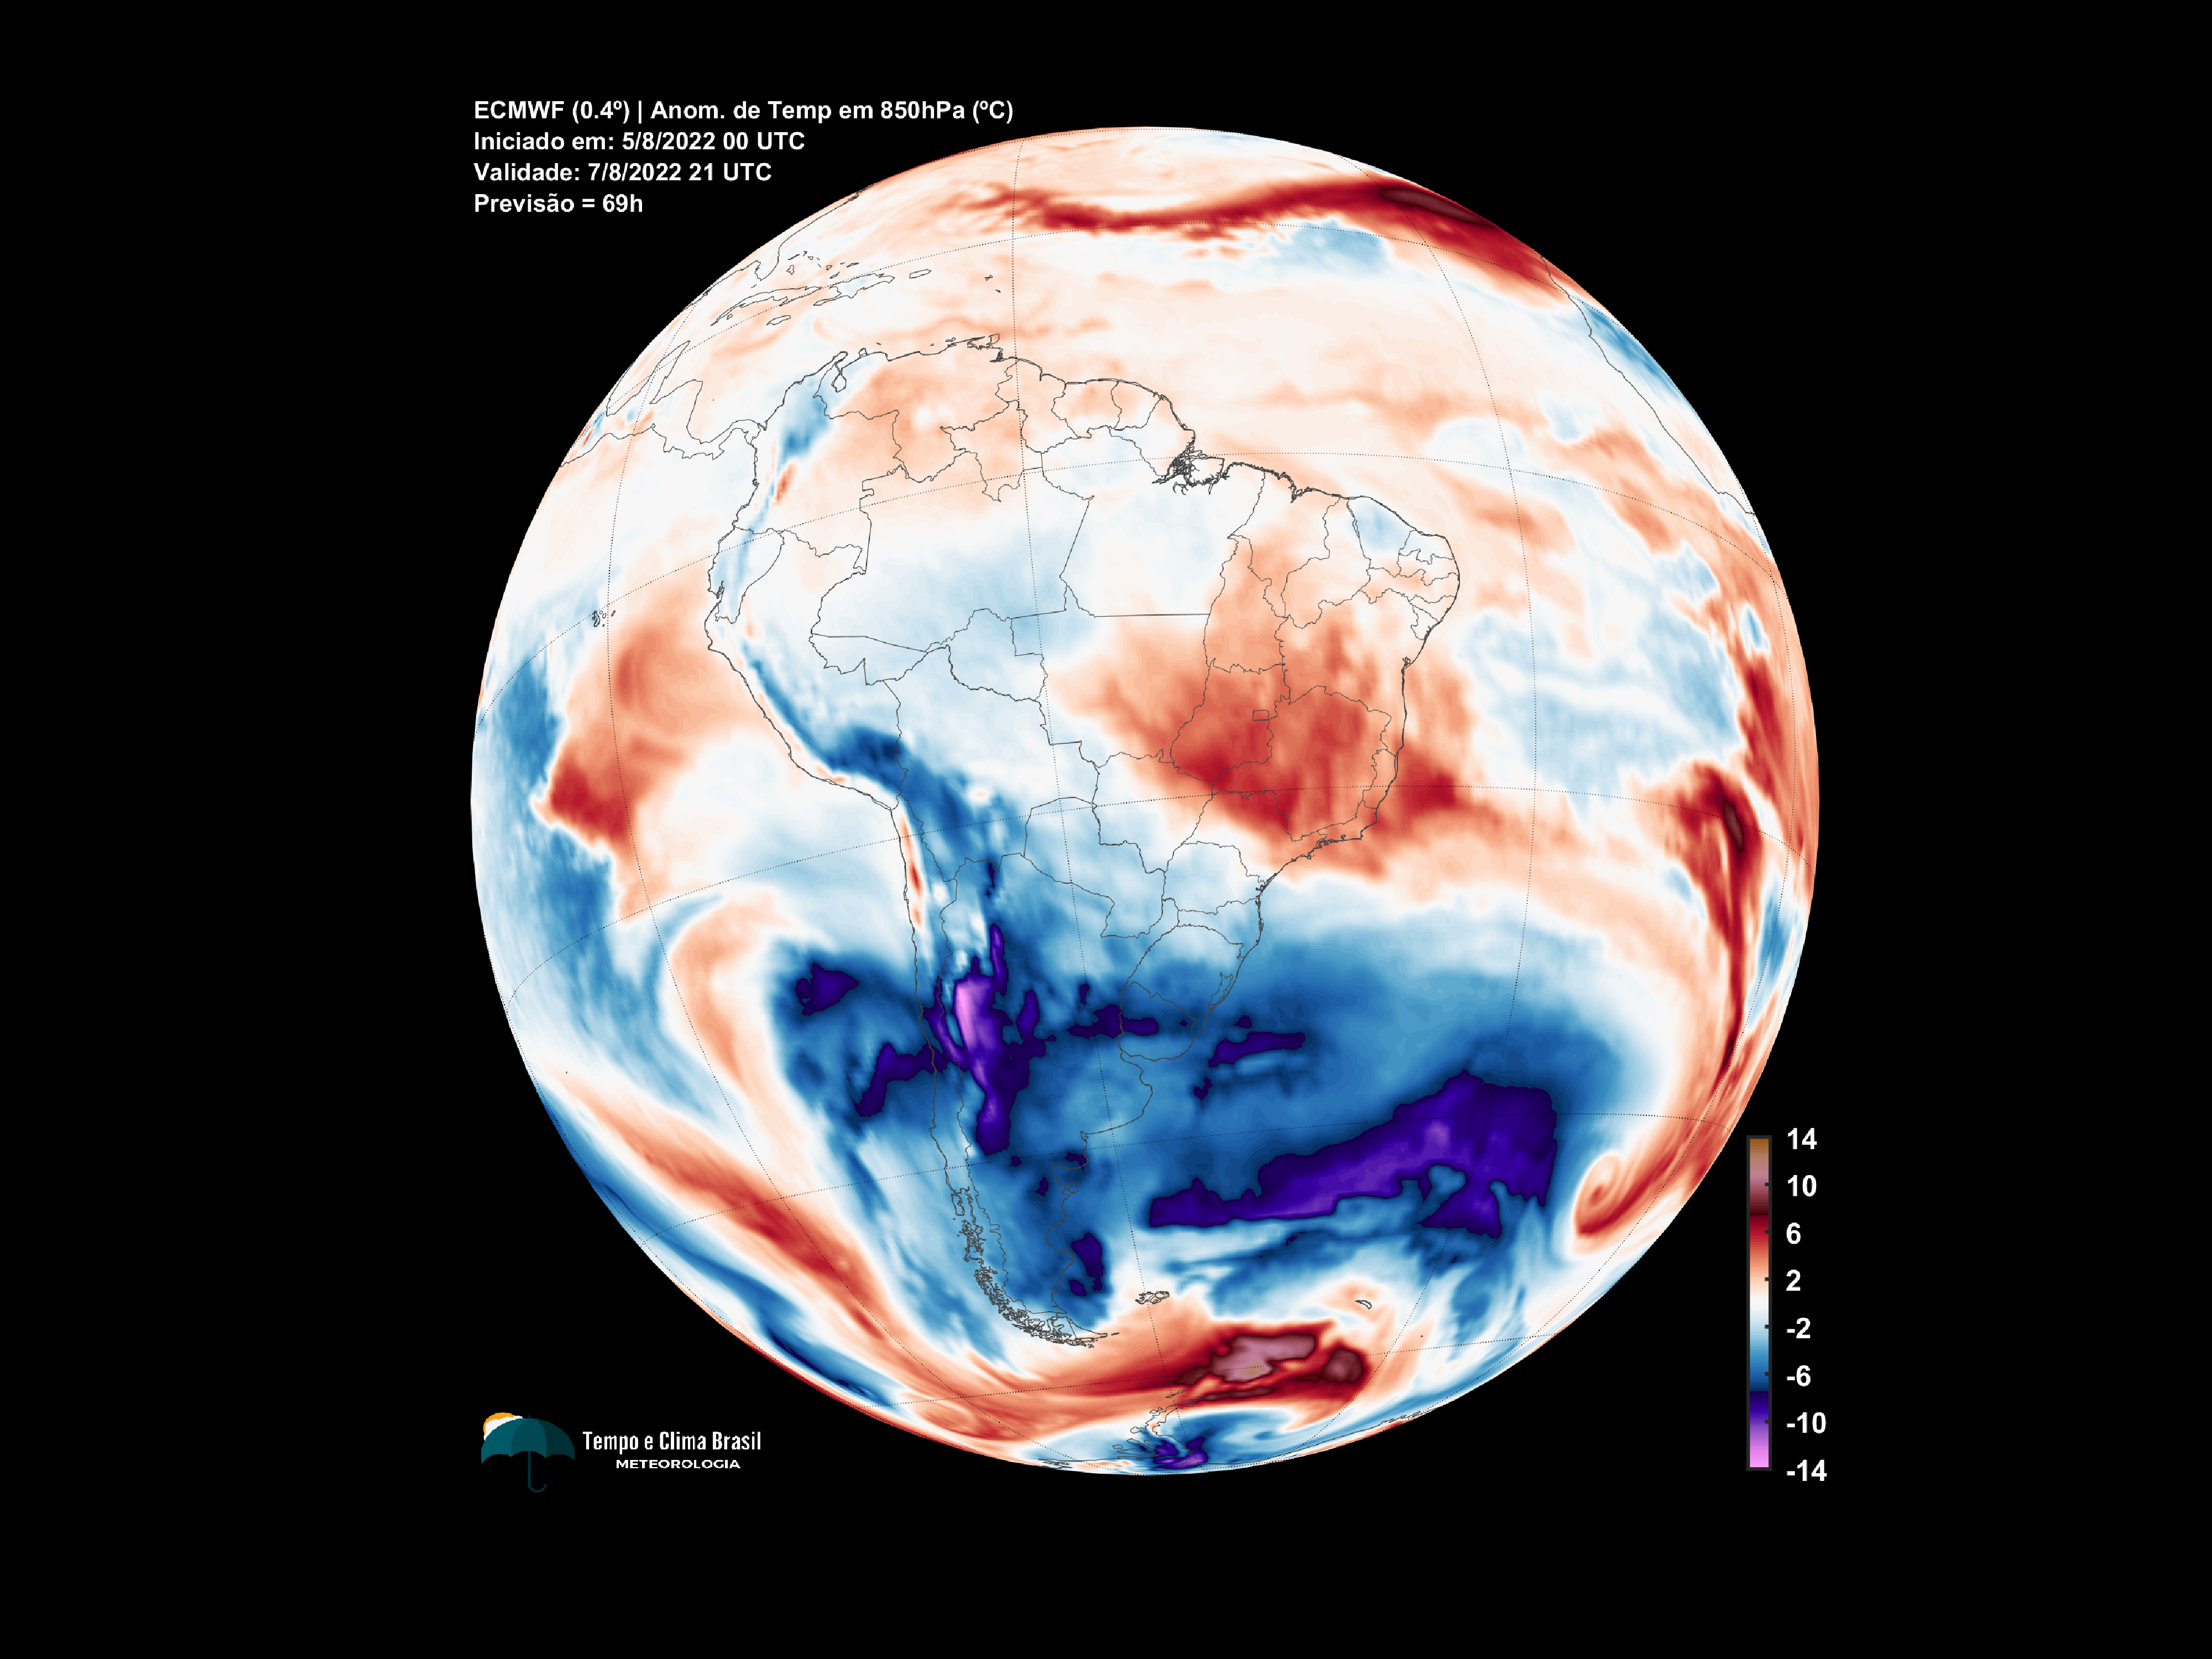 ECMWF (0.4º) | Anom. de Temp em 850hPa (ºC)
Iniciado em: 5/8/2022 00 UTC
Validade: 7/8/2022 21 UTC
Previsão = 69h
14
10
6
2
-2
-6
-10
-14
Tempo e Clima Brasil
METEOROLOGIA